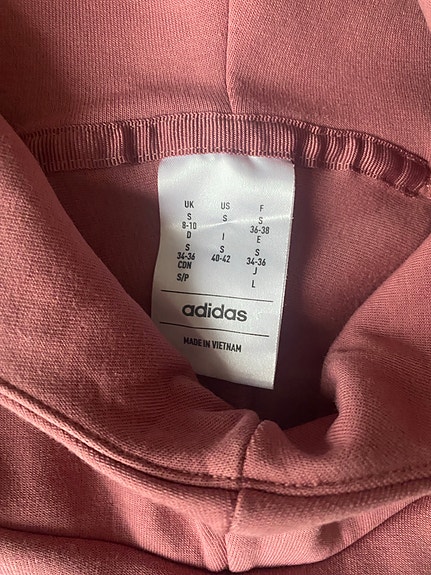 UK US F
S S S
8-10 36-38
D I E
S S S
34-36 40-42 34-36
CDN J
S/P L
adidas
MADE IN VIETNAM